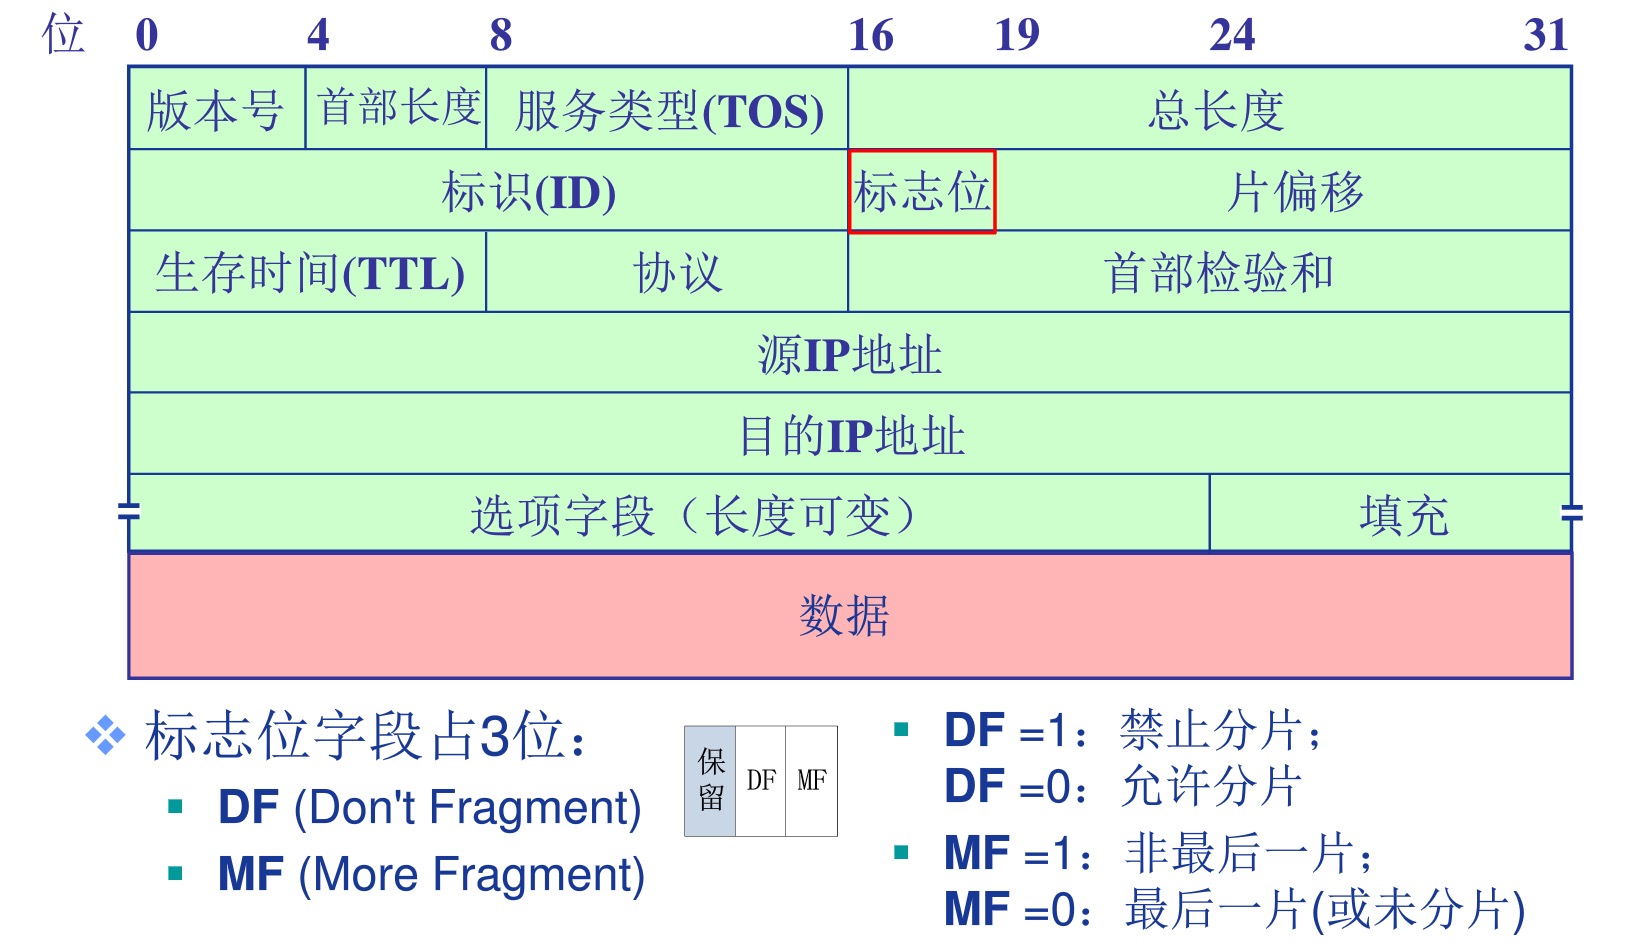 位 0 4 8 16 19 24 31
版本号 首部长度 服务类型(TOS) 总长度
标识(ID) 标志位 片偏移
生存时间(TTL) 协议 首部检验和
源IP地址
目的IP地址
选项字段（长度可变） 填充
数据
标志位字段占3位：
DF (Don't Fragment)
MF (More Fragment)
保留 DF MF
DF =1：禁止分片；
DF =0：允许分片
MF =1：非最后一片；
MF =0：最后一片(或未分片)